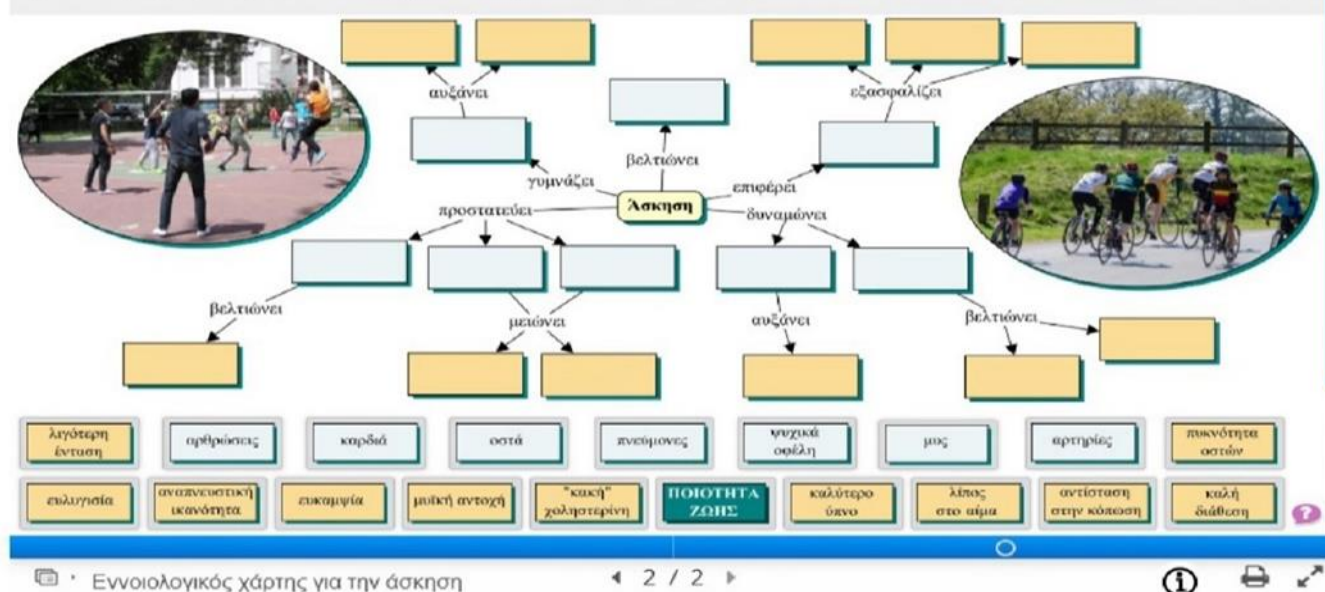 αυξάνει
εξασφαλίζει
βελτιώνει
γυμνάζει
επιφέρει
Άσκηση
προστατεύει
δυναμώνει
βελτιώνει
μειώνει
αυξάνει
βελτιώνει
λιγότερη
ένταση
αρθρώσεις
καρδιά
οστά
πνεύμονες
ψυχικά
οφέλη
μυς
αρτηρίες
πυκνότητα
οστών
ευλυγισία
αναπνευστική
ικανότητα
ευκαμψία
μυϊκή αντοχή
"κακή"
χοληστερίνη
ΠΟΙΟΤΗΤΑ
ΖΩΗΣ
καλύτερο
ύπνο
λίπος
στο αίμα
αντίσταση
στην κόπωση
καλή
διάθεση
?
Εννοιολογικός χάρτης για την άσκηση
2 / 2